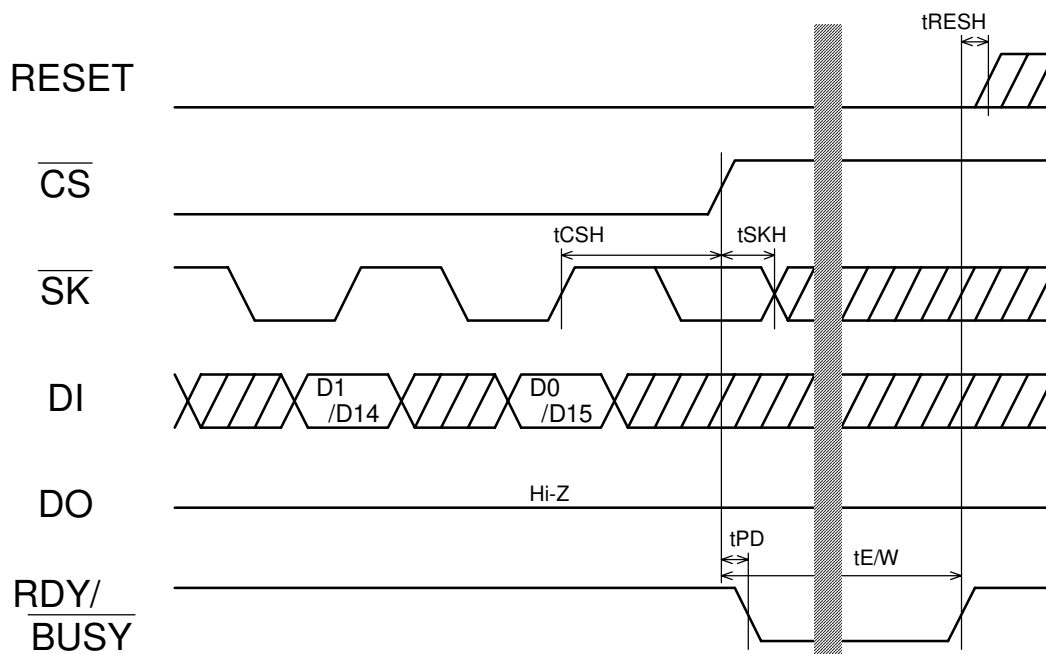 tRESH
RESET
CS
tCSH
tSKH
SK
DI
D1
/D14
D0
/D15
DO
Hi-Z
tPD
tE/W
RDY/
BUSY